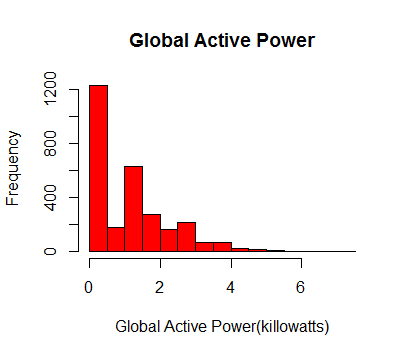 Global Active Power
Frequency
1200
800
400
0
0 2 4 6
Global Active Power(killowatts)